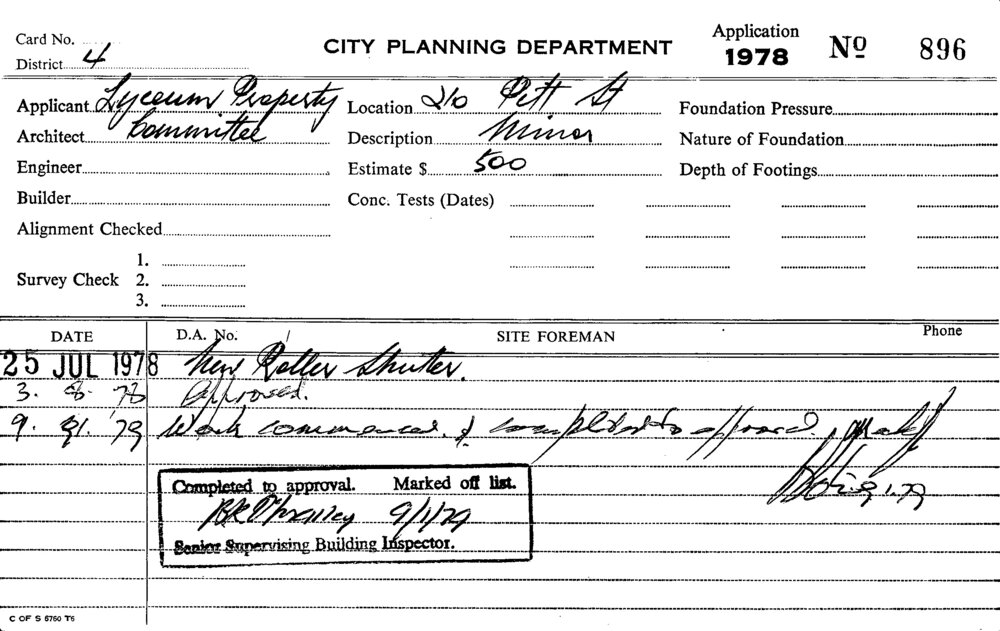 Card No.
CITY PLANNING DEPARTMENT
Application
1978 No 896
District 4
Applicant Lyceum Property
Architect Committee
Engineer
Builder
Alignment Checked
Survey Check 1.
2.
3.
Location 210 Pitt St
Description Minor
Estimate $ 500
Conc. Tests (Dates)
Foundation Pressure
Nature of Foundation
Depth of Footings
DATE D.A. No. SITE FOREMAN Phone
25 JUL 1978 New Roller Shutter.
3. 8. 78 Approved.
9. 1. 79 Work commenced & completed to approval.
9.1.79
Completed to approval. Marked off list.
9/1/79
Senior Supervising Building Inspector.
C OF S 5760 T6